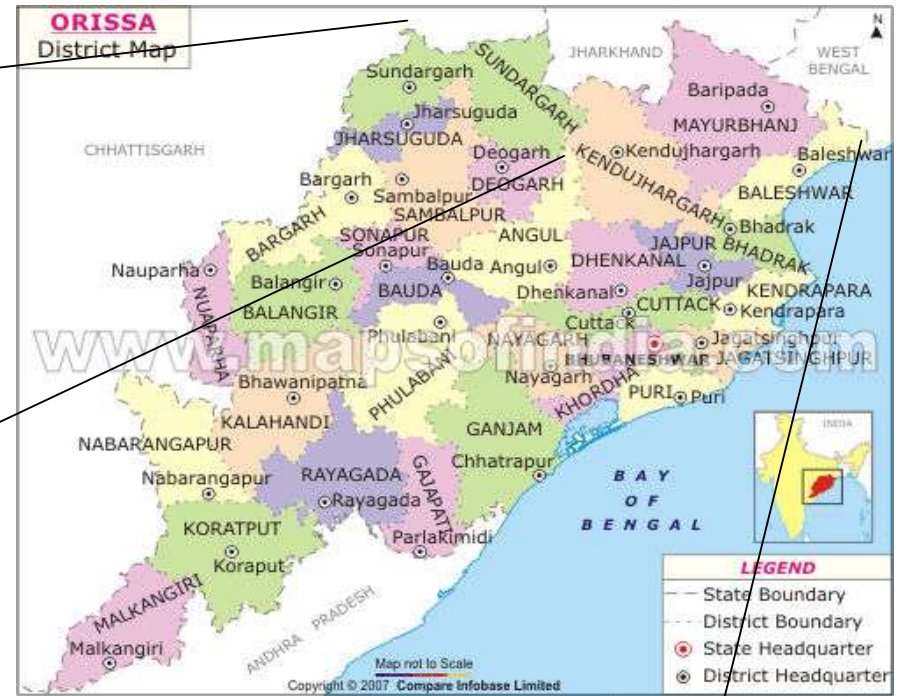 ORISSA
District Map
N
JHARKHAND
WEST
BENGAL
SUNDARGARH
Sundargarh
Baripada
MAYURBHANJ
Jharsuguda
JHARSUGUDA
CHHATTISGARH
Deogarh
DEOGARH
Kendujhargarh
KENDUJHARGARH
Baleshwar
BALESHWAR
Bargarh
BARGARH
Sambalpur
SAMBALPUR
SONAPUR
Sonapur
ANGUL
Bhadrak
JAJPUR
BHADRAK
Nauparha
NUAPARHA
Balangir
BALANGIR
Bauda
BAUDA
Angul
DHENKANAL
Jajpur
Dhenkanal
KENDRAPARA
CUTTACK
Kendrapara
Cuttack
www.mapsofindia.com
Phulabani
PHULABANI
NAYAGARH
Jagatsinghpur
BHUBANESHWAR
JAGATSINGHPUR
Nayagarh
KHORDHA
PURI
Puri
Bhawanipatna
KALAHANDI
GANJAM
INDIA
NABARANGAPUR
Nabarangapur
RAYAGADA
Rayagada
GAJAPATI
Chhatrapur
BAY
OF
BENGAL
KORATPUT
Koraput
Parlakimidi
MALKANGIRI
Malkangiri
ANDHRA PRADESH
LEGEND
State Boundary
District Boundary
State Headquarter
District Headquarter
Map not to Scale
Copyright © 2007 Compare Infobase Limited